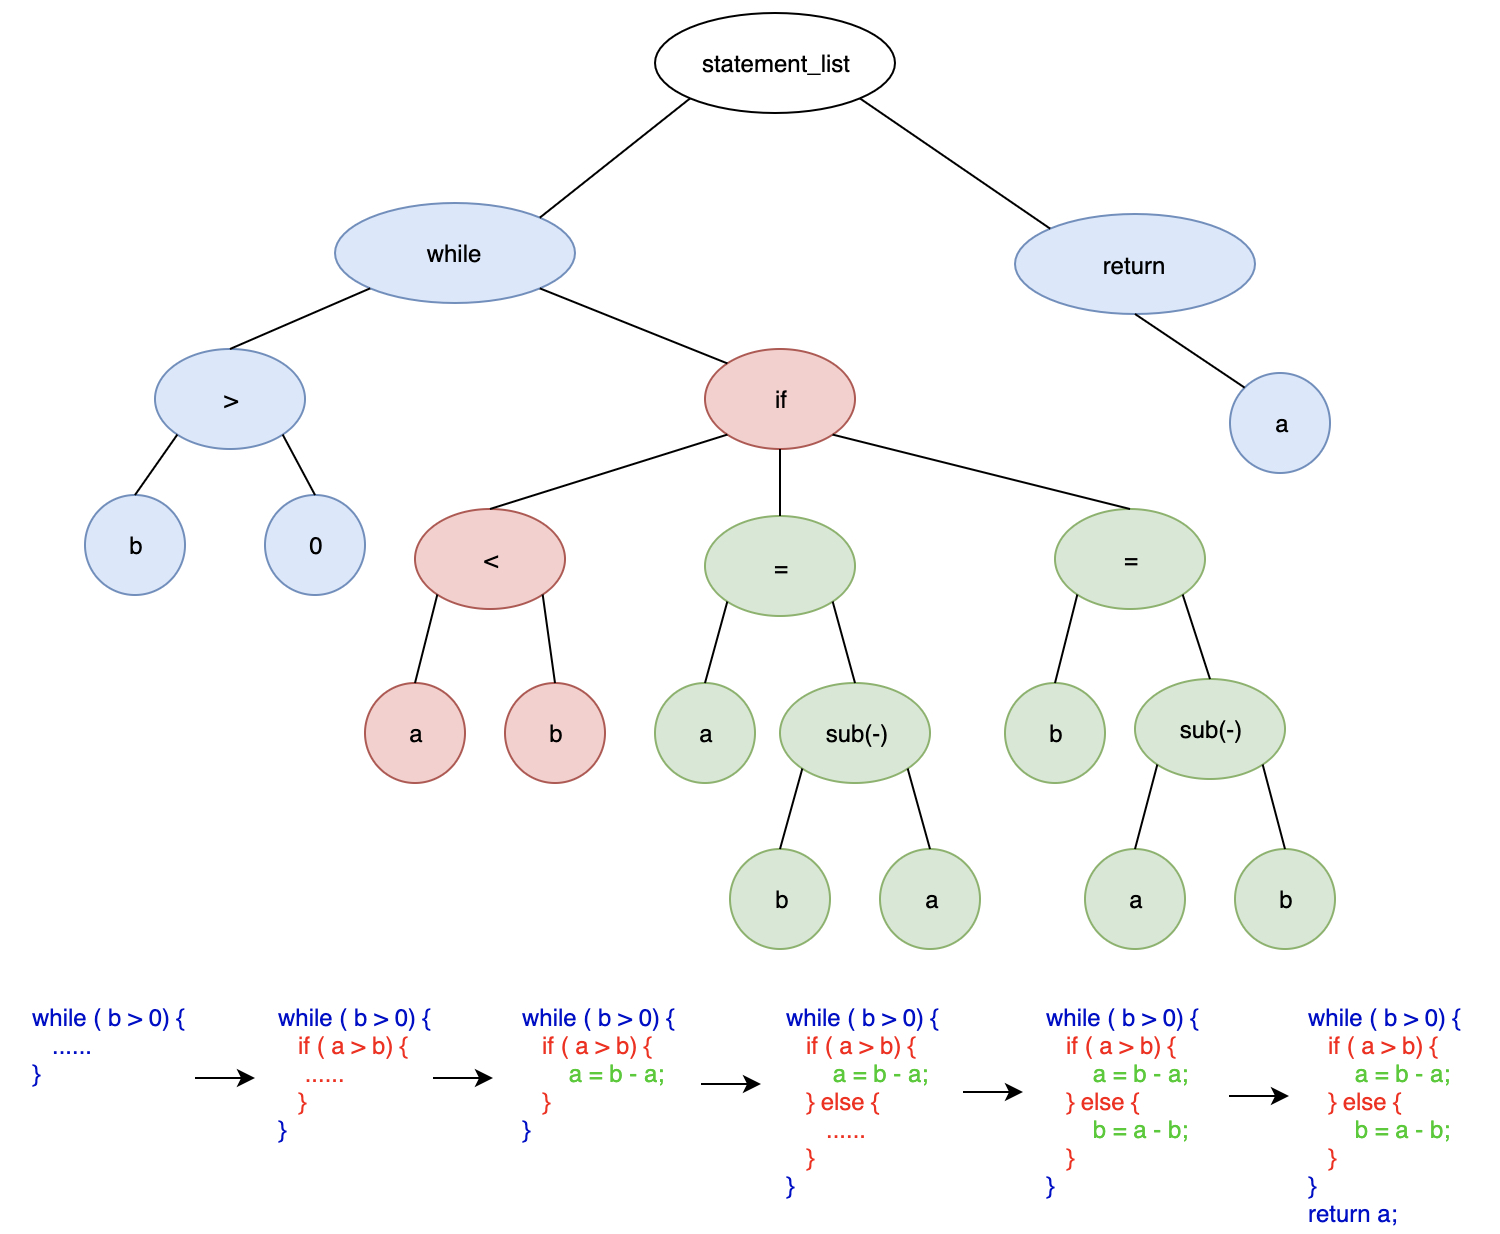 statement_list
while
return
>
if
a
b
0
<
=
=
a
b
a
sub(-)
b
sub(-)
b
a
a
b
while ( b > 0) {
......
}
while ( b > 0) {
if ( a > b) {
......
}
}
while ( b > 0) {
if ( a > b) {
a = b - a;
}
}
while ( b > 0) {
if ( a > b) {
a = b - a;
} else {
......
}
}
while ( b > 0) {
if ( a > b) {
a = b - a;
} else {
b = a - b;
}
}
while ( b > 0) {
if ( a > b) {
a = b - a;
} else {
b = a - b;
}
}
return a;